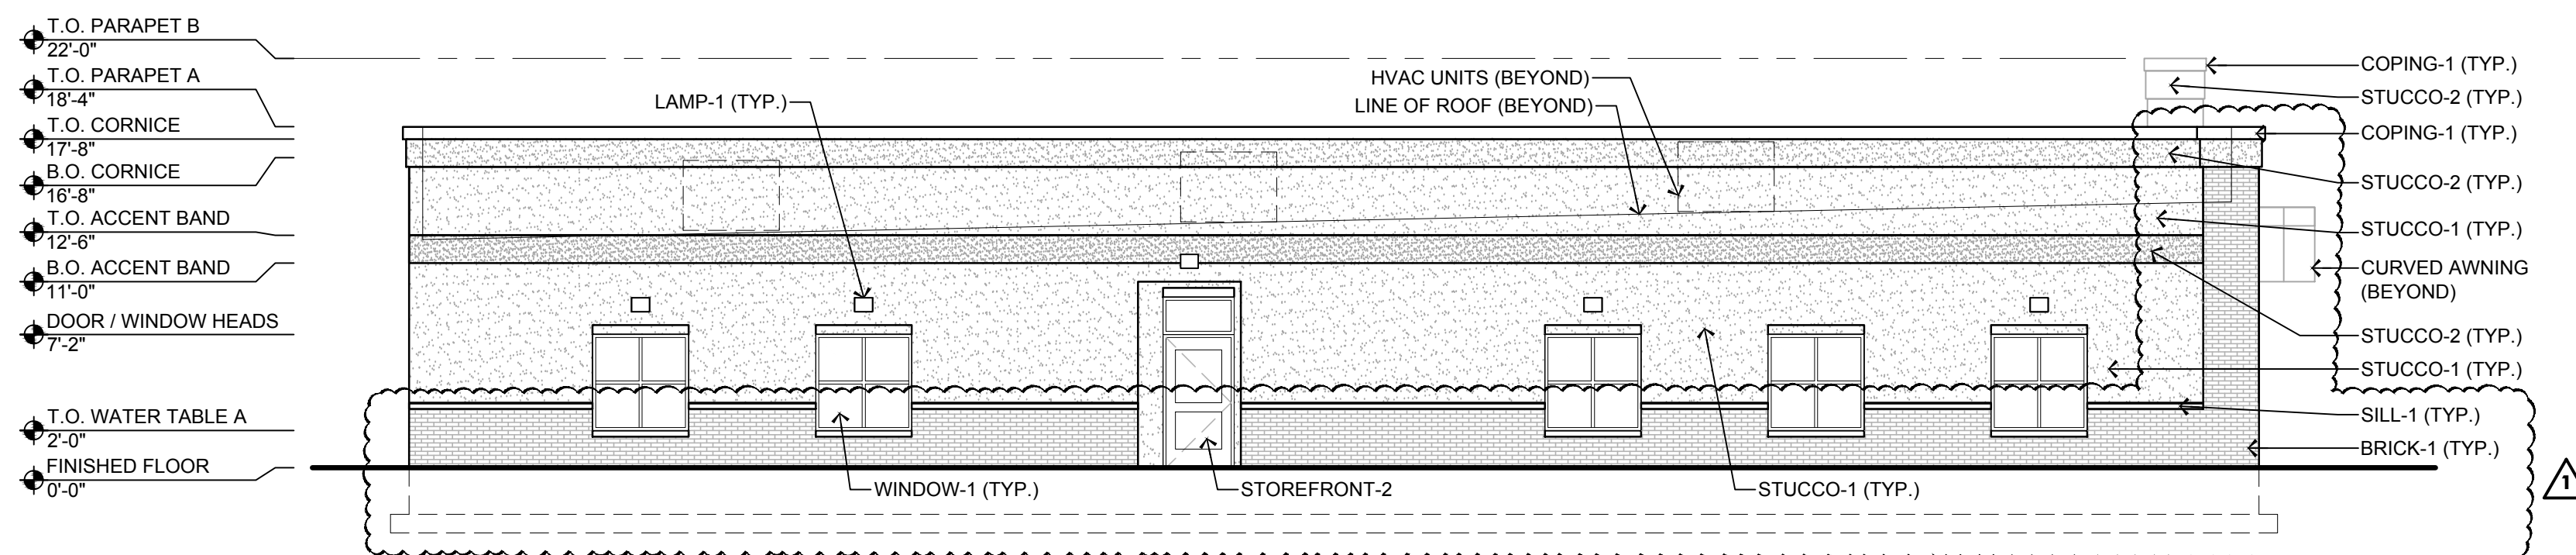 T.O. PARAPET B
22'-0"
T.O. PARAPET A
18'-4"
T.O. CORNICE
17'-8"
B.O. CORNICE
16'-8"
T.O. ACCENT BAND
12'-6"
B.O. ACCENT BAND
11'-0"
DOOR / WINDOW HEADS
7'-2"
T.O. WATER TABLE A
2'-0"
FINISHED FLOOR
0'-0"
LAMP-1 (TYP.)
HVAC UNITS (BEYOND)
LINE OF ROOF (BEYOND)
WINDOW-1 (TYP.)
STOREFRONT-2
STUCCO-1 (TYP.)
COPING-1 (TYP.)
STUCCO-2 (TYP.)
COPING-1 (TYP.)
STUCCO-2 (TYP.)
STUCCO-1 (TYP.)
CURVED AWNING
(BEYOND)
STUCCO-2 (TYP.)
STUCCO-1 (TYP.)
SILL-1 (TYP.)
BRICK-1 (TYP.)
1